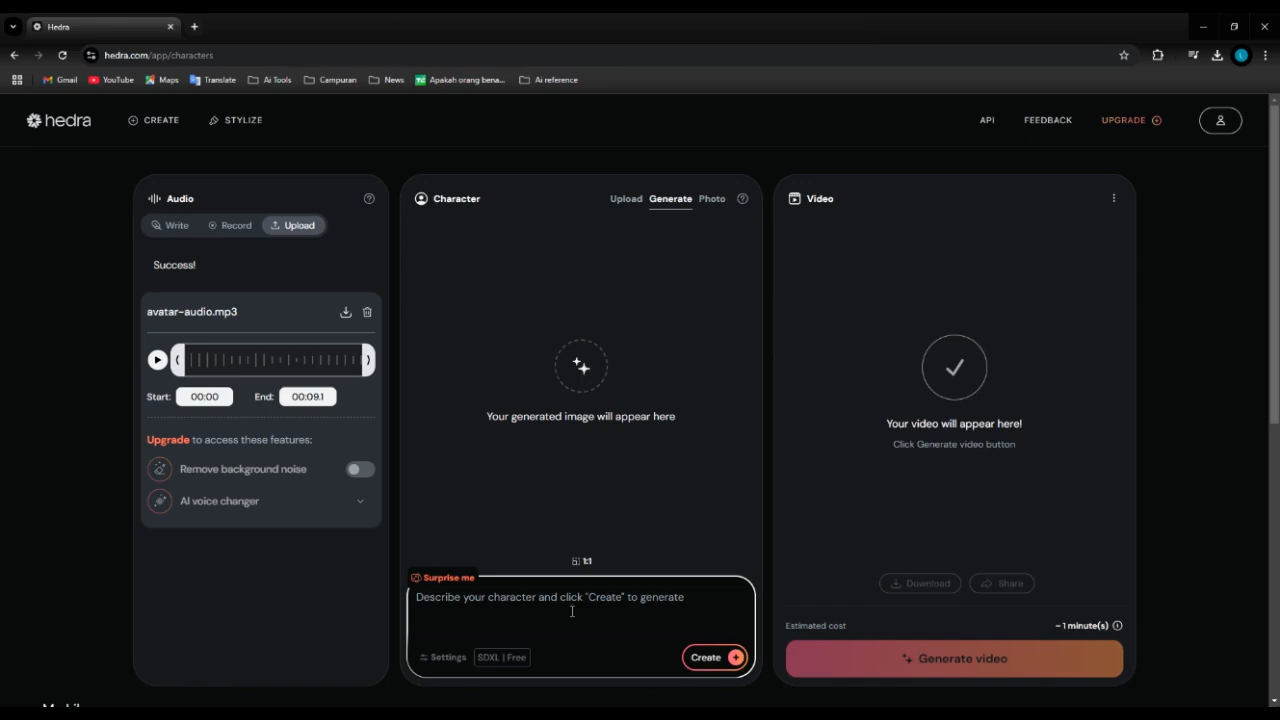 Hedra
hedra.com/app/characters
Gmail
YouTube
Maps
Translate
Ai Tools
Campuran
News
Apakah orang bena...
Ai reference
hedra
CREATE
STYLIZE
API
FEEDBACK
UPGRADE
Audio
Write
Record
Upload
Success!
avatar-audio.mp3
Start: 00:00 End: 00:09.1
Upgrade to access these features:
Remove background noise
AI voice changer
Character
Upload Generate Photo
Your generated image will appear here
1:1
Surprise me
Describe your character and click "Create" to generate
Settings
SDXL | Free
Create
Video
Your video will appear here!
Click Generate video button
Download
Share
Estimated cost
~ 1 minute(s)
Generate video